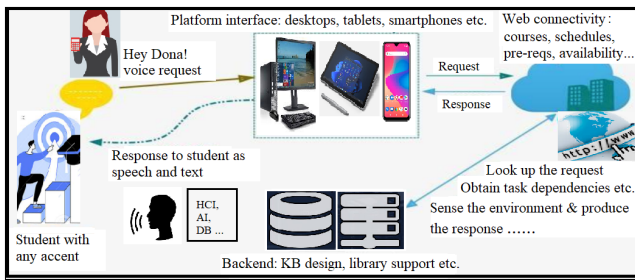 Platform interface: desktops, tablets, smartphones etc.
Web connectivity:
courses, schedules,
pre-reqs, availability...
Hey Dona!
voice request
Request
Response
http://www
Response to student as
speech and text
HCI,
AI,
DB ...
Look up the request
Obtain task dependencies etc.
Sense the environment & produce
the response ......
Student with
any accent
Backend: KB design, library support etc.